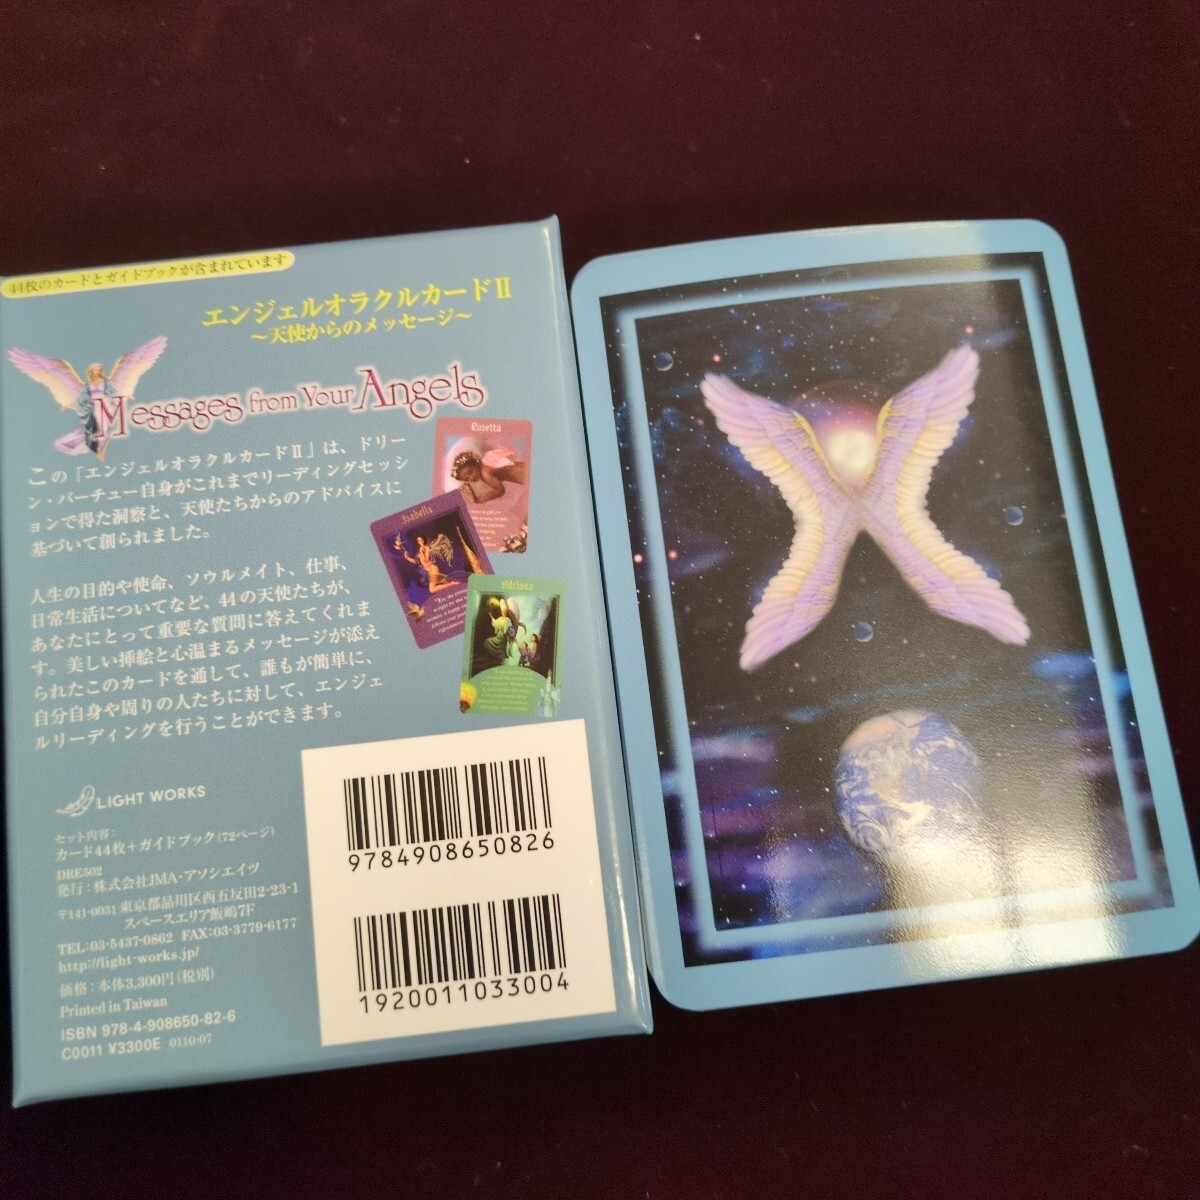 44枚のカードとガイドブックが含まれています
エンジェルオラクルカードⅡ
〜天使からのメッセージ〜
Messages from Your Angels
この「エンジェルオラクルカードⅡ」は、ドリー
ン・バーチュー自身がこれまでリーディングセッシ
ョンで得た洞察と、天使たちからのアドバイスに
基づいて創られました。
人生の目的や使命、ソウルメイト、仕事、
日常生活についてなど、44の天使たちが、
あなたにとって重要な質問に答えてくれま
す。美しい挿絵と心温まるメッセージが添え
られたこのカードを通して、誰もが簡単に、
自分自身や周りの人たちに対して、エンジェ
ルリーディングを行うことができます。
Rosetta
Isabella
Adriana
LIGHT WORKS
セット内容:
カード44枚+ガイドブック(72ページ)
DRE502
発行:株式会社JMA・アソシエイツ
〒141-0031 東京都品川区西五反田2-23-1
スペースエリア飯嶋7F
TEL:03-5437-0862 FAX:03-3779-6177
http://light-works.jp/
価格:本体3,300円(税別)
Printed in Taiwan
ISBN 978-4-908650-82-6
C0011 ¥3300E 0110-07
9784908650826
1920011033004